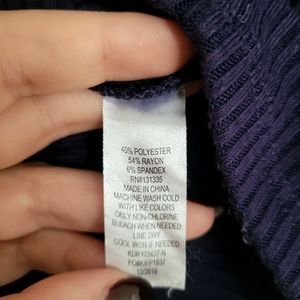 40% POLYESTER
54% RAYON
6% SPANDEX
RN#131335
MADE IN CHINA
MACHINE WASH COLD
WITH LIKE COLORS
ONLY NON-CHLORINE
BLEACH WHEN NEEDED
LINE DRY
COOL IRON IF NEEDED
KDIR103427-N
12/2018